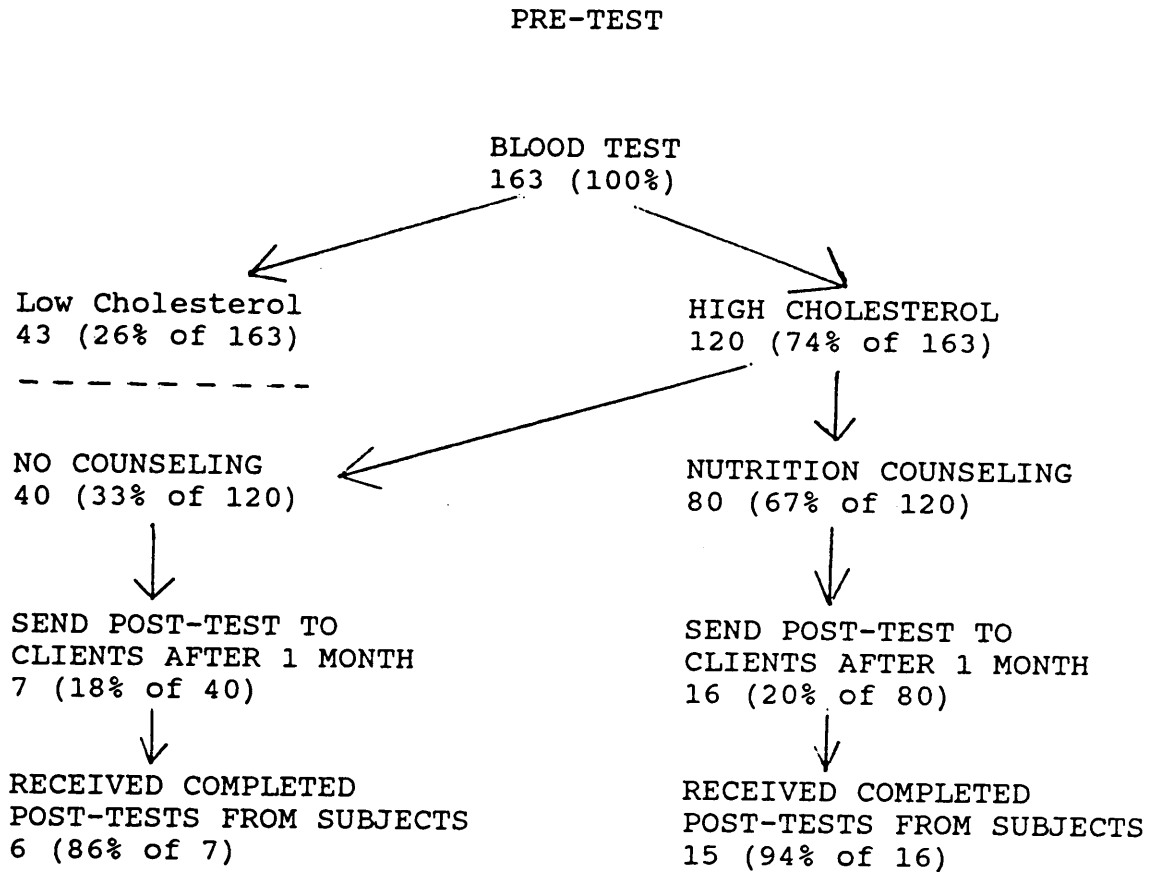 PRE-TEST
BLOOD TEST
163 (100%)
Low Cholesterol
43 (26% of 163)
HIGH CHOLESTEROL
120 (74% of 163)
NO COUNSELING
40 (33% of 120)
NUTRITION COUNSELING
80 (67% of 120)
SEND POST-TEST TO
CLIENTS AFTER 1 MONTH
7 (18% of 40)
SEND POST-TEST TO
CLIENTS AFTER 1 MONTH
16 (20% of 80)
RECEIVED COMPLETED
POST-TESTS FROM SUBJECTS
6 (86% of 7)
RECEIVED COMPLETED
POST-TESTS FROM SUBJECTS
15 (94% of 16)